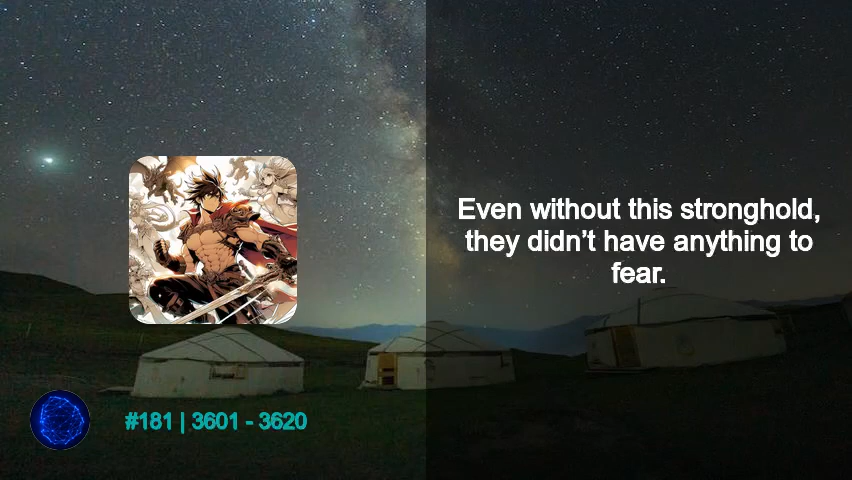 Even without this stronghold,
they didn’t have anything to
fear.
#181 | 3601 - 3620